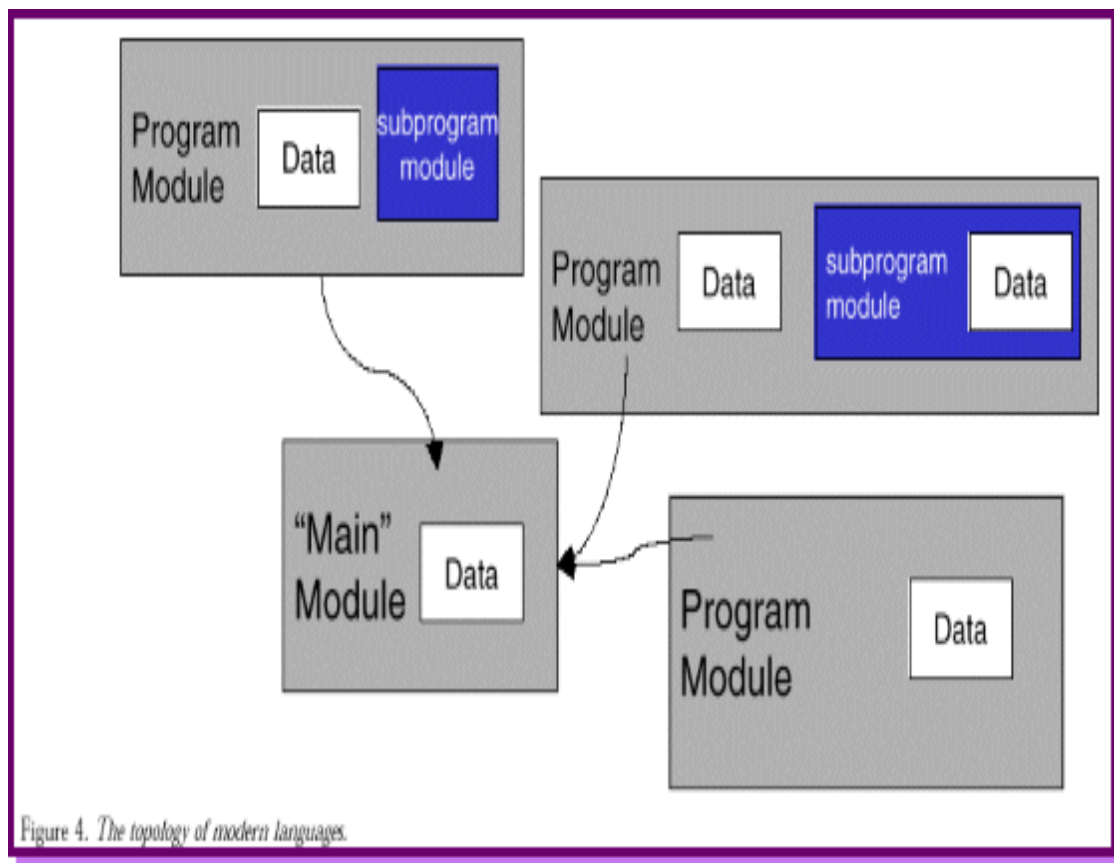 Program
Module
Data
subprogram
module
Program
Module
Data
subprogram
module
Data
“Main”
Module
Data
Program
Module
Data
Figure 4. The topology of modern languages.